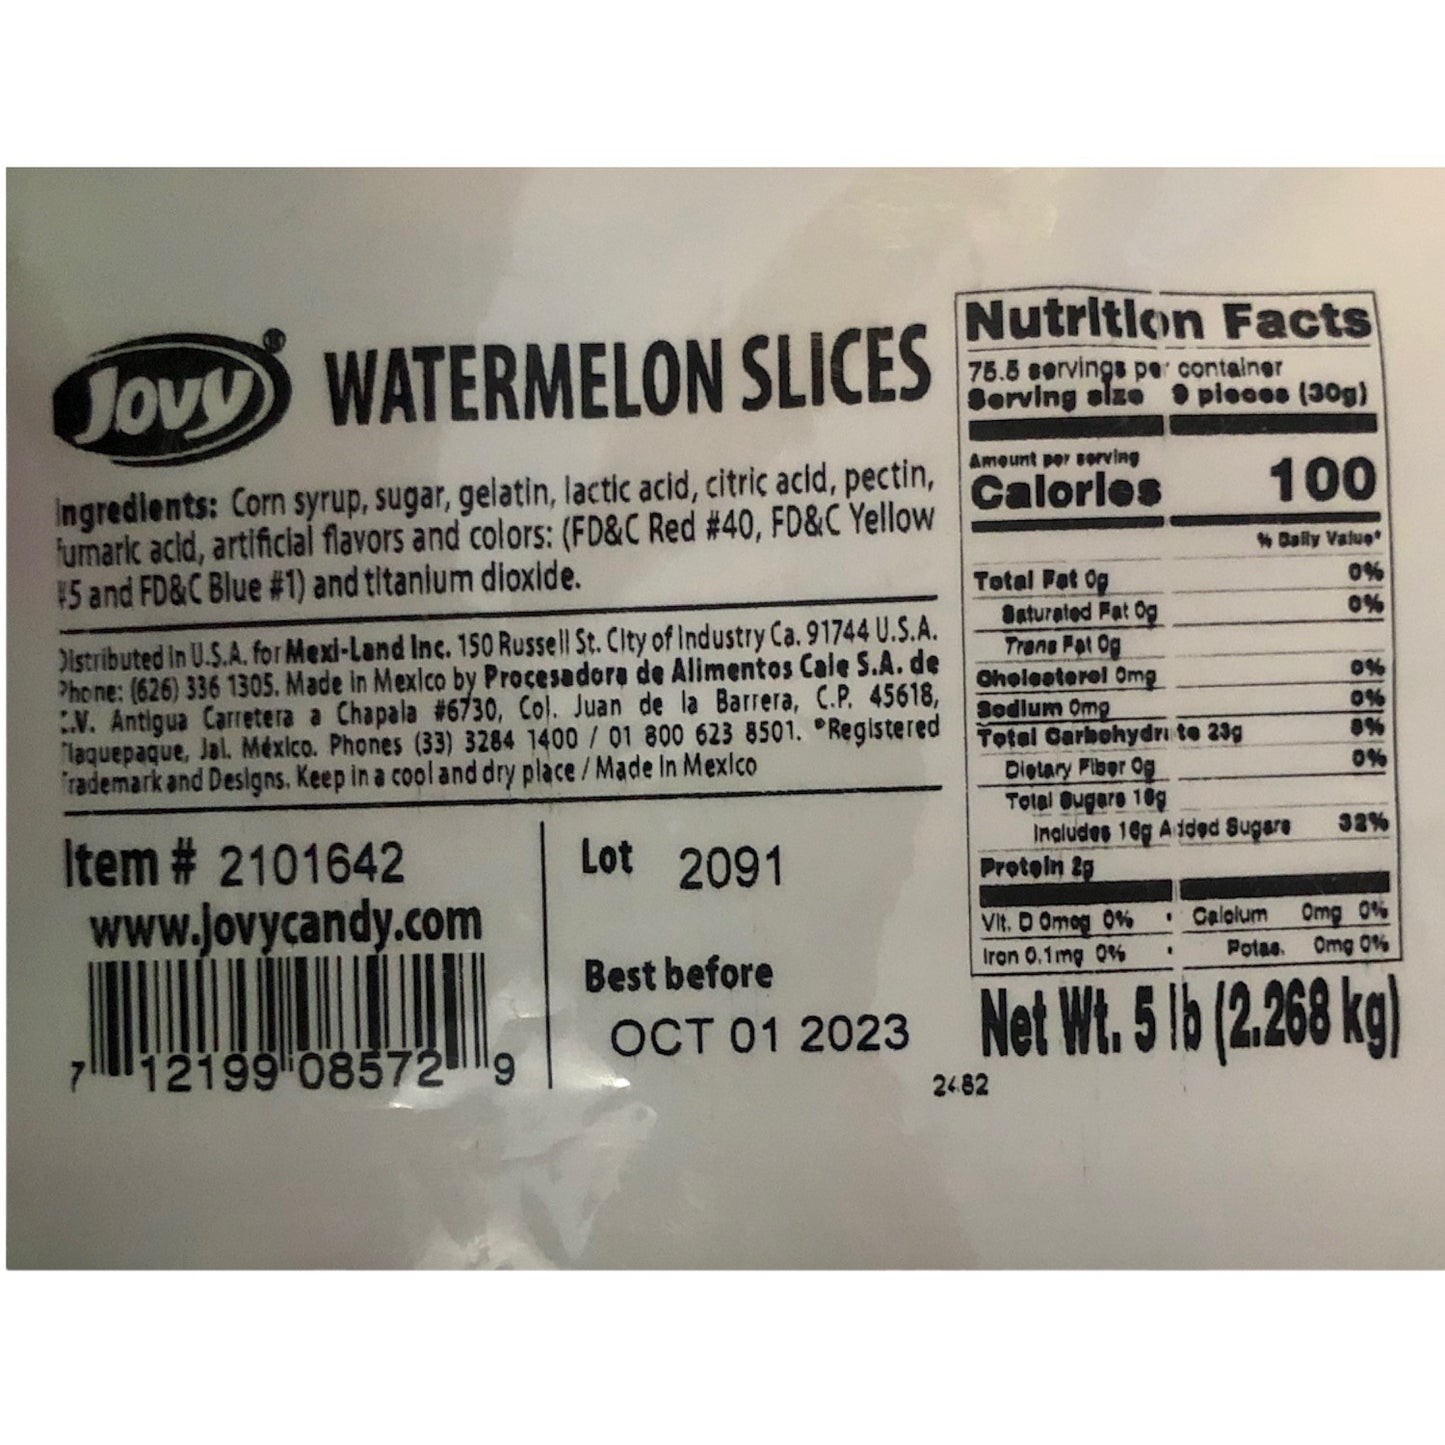 Jovy®
WATERMELON SLICES
Ingredients: Corn syrup, sugar, gelatin, lactic acid, citric acid, pectin,
fumaric acid, artificial flavors and colors: (FD&C Red #40, FD&C Yellow
#5 and FD&C Blue #1) and titanium dioxide.
Distributed in U.S.A. for Mexi-Land Inc. 150 Russell St. City of Industry Ca. 91744 U.S.A.
Phone: (626) 336 1305. Made in Mexico by Procesadora de Alimentos Cale S.A. de
C.V. Antigua Carretera a Chapala #6730, Col. Juan de la Barrera, C.P. 45618,
Tlaquepaque, Jal. México. Phones (33) 3284 1400 / 01 800 623 8501. ®Registered
Trademark and Designs. Keep in a cool and dry place / Made In Mexico
Item # 2101642
www.jovycandy.com
7 12199 08572 9
Lot 2091
Best before
OCT 01 2023
Nutrition Facts
75.5 servings per container
Serving size 9 pieces (30g)
Amount per serving
Calories 100
% Daily Value*
Total Fat 0g 0%
Saturated Fat 0g 0%
Trans Fat 0g
Cholesterol 0mg 0%
Sodium 0mg 0%
Total Carbohydrate 23g 8%
Dietary Fiber 0g 0%
Total Sugars 16g
Includes 16g Added Sugars 32%
Protein 2g
Vit. D 0mcg 0% • Calcium 0mg 0%
Iron 0.1mg 0% • Potas. 0mg 0%
Net Wt. 5 lb (2.268 kg)